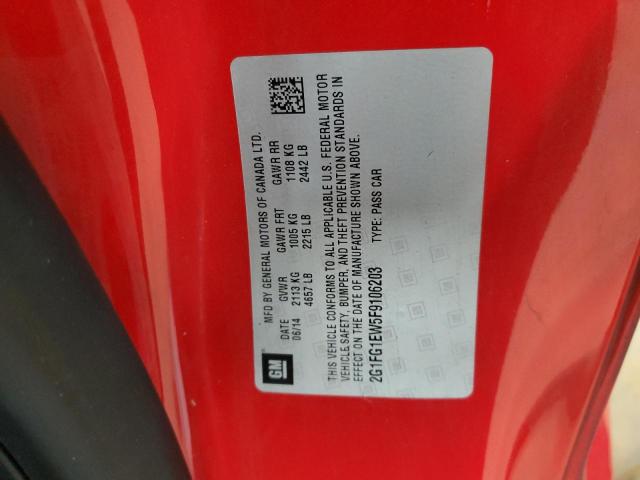 GM
MFD BY GENERAL MOTORS OF CANADA LTD.
DATE GVWR GAWR FRT GAWR RR
06/14 2113 KG 1005 KG 1108 KG
4657 LB 2215 LB 2442 LB
THIS VEHICLE CONFORMS TO ALL APPLICABLE U.S. FEDERAL MOTOR
VEHICLE SAFETY, BUMPER, AND THEFT PREVENTION STANDARDS IN
EFFECT ON THE DATE OF MANUFACTURE SHOWN ABOVE.
2G1FG1EW5F9106203 TYPE: PASS CAR